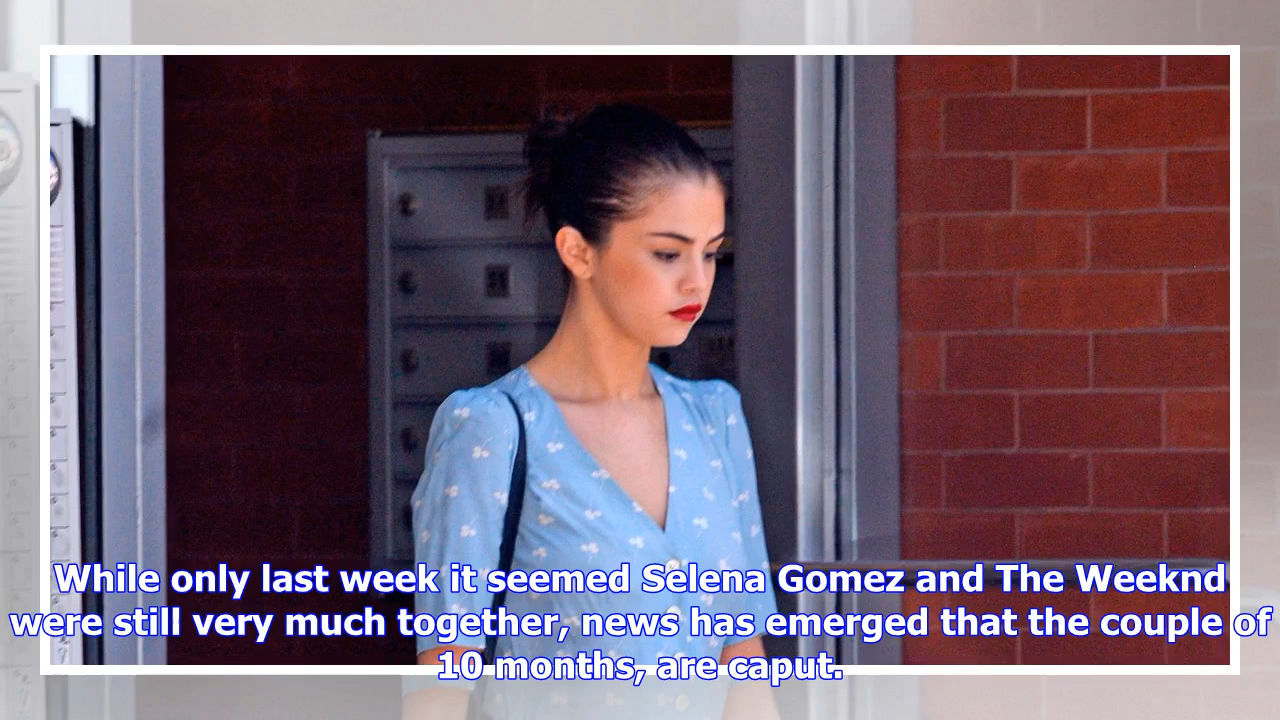 While only last week it seemed Selena Gomez and The Weeknd
were still very much together, news has emerged that the couple of
10 months, are caput.